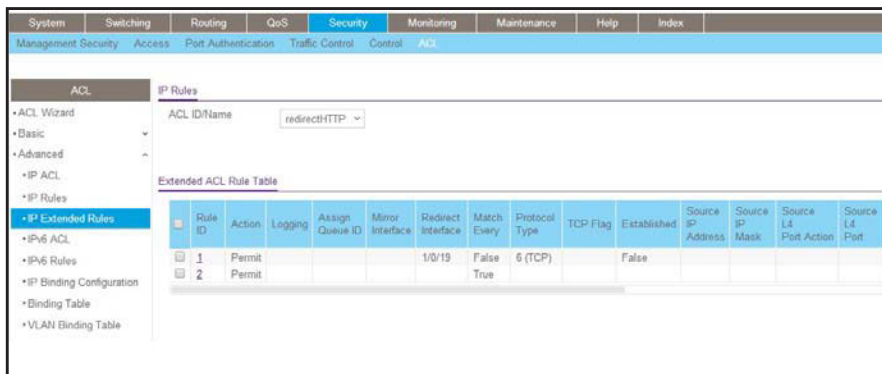 System Switching Routing QoS Security Monitoring Maintenance Help Index
Management Security Access Port Authentication Traffic Control Control ACL
ACL
• ACL Wizard
• Basic
• Advanced
• IP ACL
• IP Rules
• IP Extended Rules
• IPv6 ACL
• IPv6 Rules
• IP Binding Configuration
• Binding Table
• VLAN Binding Table
IP Rules
ACL ID/Name redirectHTTP
Extended ACL Rule Table
Rule ID Action Logging Assign Queue ID Mirror Interface Redirect Interface Match Every Protocol Type TCP Flag Established Source IP Address Source IP Mask Source L4 Port Action Source L4 Port
1 Permit 1/0/19 False 6 (TCP) False
2 Permit True